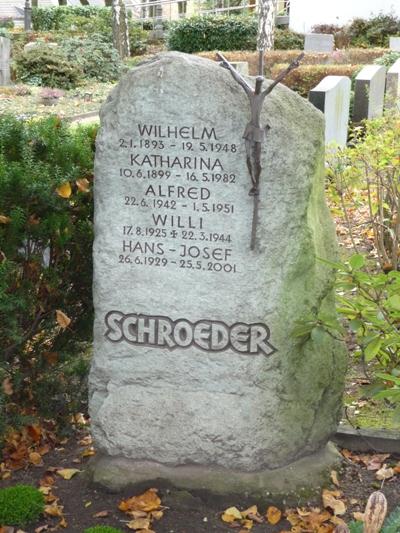 WILHELM
2.1.1893 - 19.5.1948
KATHARINA
10.6.1899 - 16.5.1982
ALFRED
22.6.1942 - 1.5.1951
WILLI
17.8.1925 ✠ 22.3.1944
HANS-JOSEF
26.6.1929 - 25.5.2001
SCHROEDER